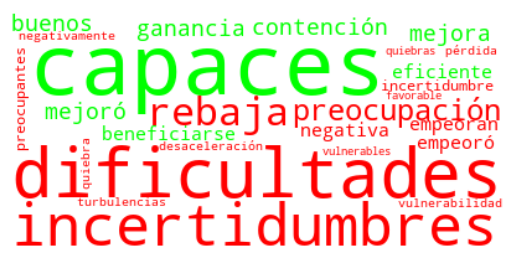 buenos ganancia contención mejora
negativamente quiebras pérdida
capaces eficiente
preocupantes incertidumbre
favorable
mejoró rebaja preocupación
beneficiarse negativa empeoran
quiebra desaceleración vulnerables empeoró
dificultades
turbulencias vulnerabilidad
incertidumbres